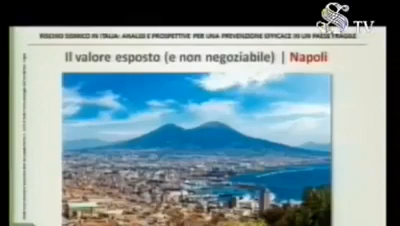 TV
RISCHIO SISMICO IN ITALIA: ANALISI E PROSPETTIVE PER UNA PREVENZIONE EFFICACE IN UN PAESE FRAGILE
Il valore esposto (e non negoziabile) | Napoli